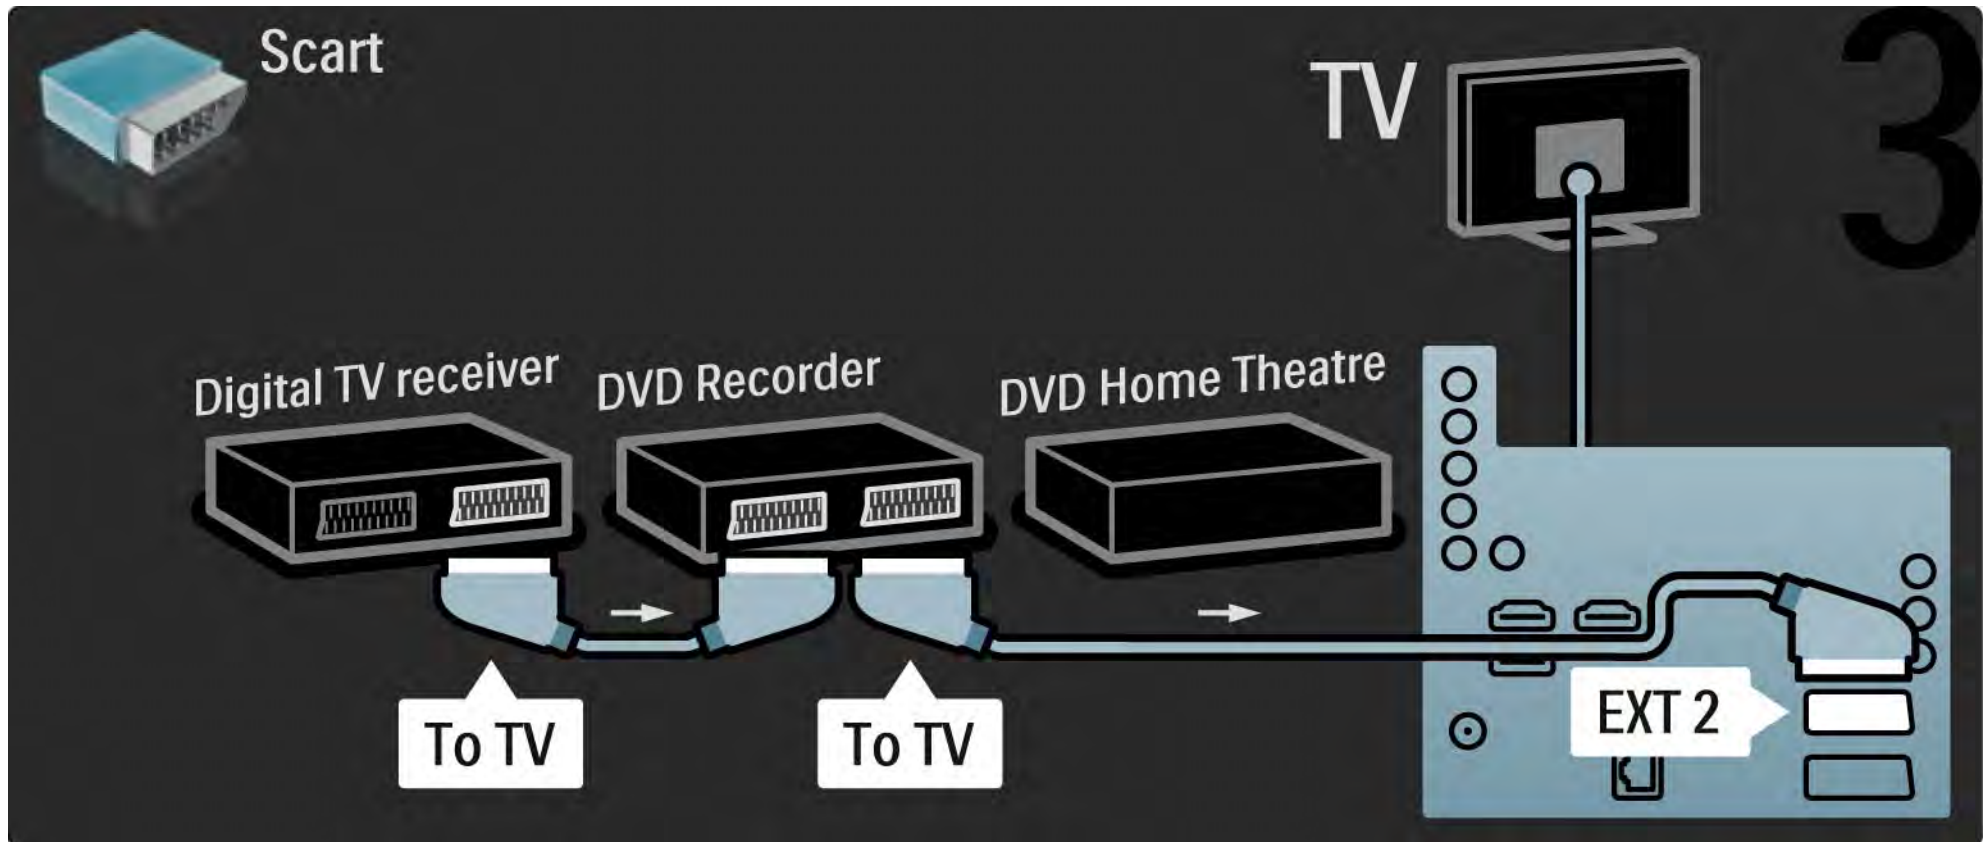 Scart
TV
3
Digital TV receiver
DVD Recorder
DVD Home Theatre
To TV
To TV
EXT 2